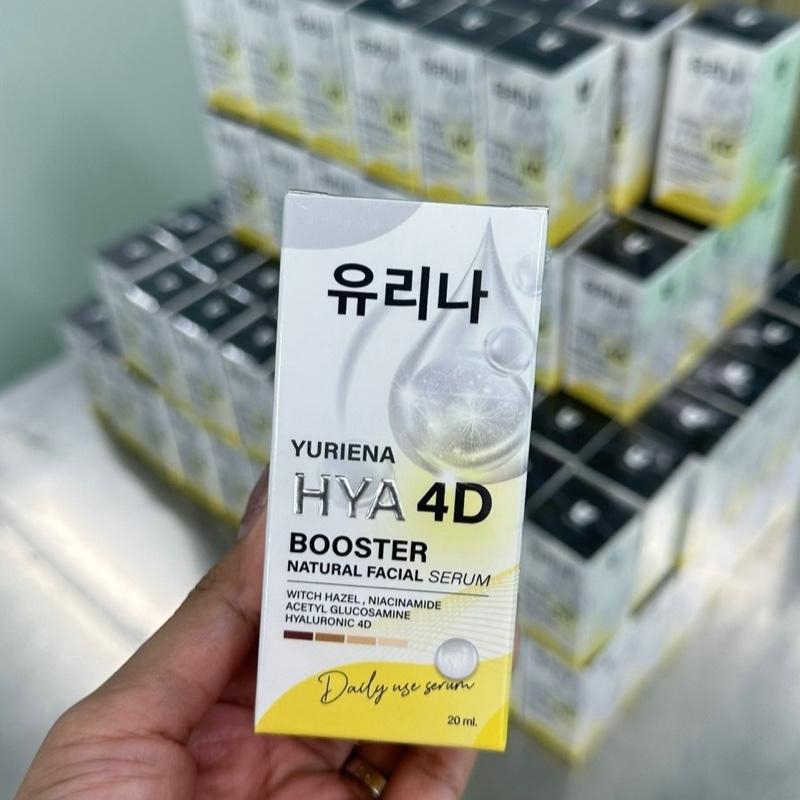 유리나
YURIENA
HYA 4D
BOOSTER
NATURAL FACIAL SERUM
WITCH HAZEL , NIACINAMIDE
ACETYL GLUCOSAMINE
HYALURONIC 4D
Daily use serum
20 ml.